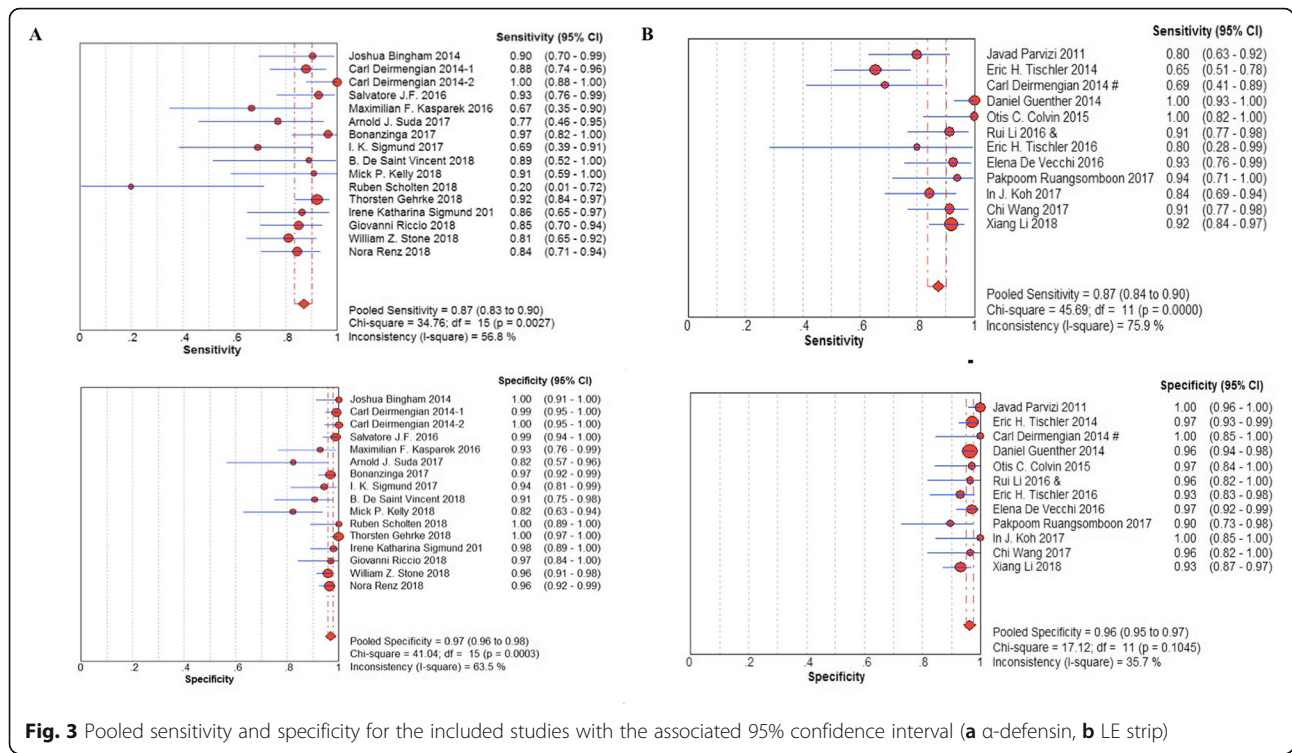 A
Sensitivity (95% CI)
Joshua Bingham 2014 0.90 (0.70 - 0.99)
Carl Deirmengian 2014-1 0.88 (0.74 - 0.96)
Carl Deirmengian 2014-2 1.00 (0.88 - 1.00)
Salvatore J.F. 2016 0.93 (0.76 - 0.99)
Maximilian F. Kasparek 2016 0.67 (0.35 - 0.90)
Arnold J. Suda 2017 0.77 (0.46 - 0.95)
Bonanzinga 2017 0.97 (0.82 - 1.00)
I. K. Sigmund 2017 0.69 (0.39 - 0.91)
B. De Saint Vincent 2018 0.89 (0.52 - 1.00)
Mick P. Kelly 2018 0.91 (0.59 - 1.00)
Ruben Scholten 2018 0.20 (0.01 - 0.72)
Thorsten Gehrke 2018 0.92 (0.84 - 0.97)
Irene Katharina Sigmund 201 0.86 (0.65 - 0.97)
Giovanni Riccio 2018 0.85 (0.70 - 0.94)
William Z. Stone 2018 0.81 (0.65 - 0.92)
Nora Renz 2018 0.84 (0.71 - 0.94)
Pooled Sensitivity = 0.87 (0.83 to 0.90)
Chi-square = 34.76; df = 15 (p = 0.0027)
Inconsistency (I-square) = 56.8 %
0 .2 .4 .6 .8 1
Sensitivity
Specificity (95% CI)
Joshua Bingham 2014 1.00 (0.91 - 1.00)
Carl Deirmengian 2014-1 0.99 (0.95 - 1.00)
Carl Deirmengian 2014-2 1.00 (0.95 - 1.00)
Salvatore J.F. 2016 0.99 (0.94 - 1.00)
Maximilian F. Kasparek 2016 0.93 (0.76 - 0.99)
Arnold J. Suda 2017 0.82 (0.57 - 0.96)
Bonanzinga 2017 0.97 (0.92 - 0.99)
I. K. Sigmund 2017 0.94 (0.81 - 0.99)
B. De Saint Vincent 2018 0.91 (0.75 - 0.98)
Mick P. Kelly 2018 0.82 (0.63 - 0.94)
Ruben Scholten 2018 1.00 (0.89 - 1.00)
Thorsten Gehrke 2018 1.00 (0.97 - 1.00)
Irene Katharina Sigmund 201 0.98 (0.89 - 1.00)
Giovanni Riccio 2018 0.97 (0.84 - 1.00)
William Z. Stone 2018 0.96 (0.91 - 0.98)
Nora Renz 2018 0.96 (0.92 - 0.99)
Pooled Specificity = 0.97 (0.96 to 0.98)
Chi-square = 41.04; df = 15 (p = 0.0003)
Inconsistency (I-square) = 63.5 %
0 .2 .4 .6 .8 1
Specificity
B
Sensitivity (95% CI)
Javad Parvizi 2011 0.80 (0.63 - 0.92)
Eric H. Tischler 2014 0.65 (0.51 - 0.78)
Carl Deirmengian 2014 # 0.69 (0.41 - 0.89)
Daniel Guenther 2014 1.00 (0.93 - 1.00)
Otis C. Colvin 2015 1.00 (0.82 - 1.00)
Rui Li 2016 & 0.91 (0.77 - 0.98)
Eric H. Tischler 2016 0.80 (0.28 - 0.99)
Elena De Vecchi 2016 0.93 (0.76 - 0.99)
Pakpoom Ruangsomboon 2017 0.94 (0.71 - 1.00)
In J. Koh 2017 0.84 (0.69 - 0.94)
Chi Wang 2017 0.91 (0.77 - 0.98)
Xiang Li 2018 0.92 (0.84 - 0.97)
Pooled Sensitivity = 0.87 (0.84 to 0.90)
Chi-square = 45.69; df = 11 (p = 0.0000)
Inconsistency (I-square) = 75.9 %
0 .2 .4 .6 .8 1
Sensitivity
Specificity (95% CI)
Javad Parvizi 2011 1.00 (0.96 - 1.00)
Eric H. Tischler 2014 0.97 (0.93 - 0.99)
Carl Deirmengian 2014 # 1.00 (0.85 - 1.00)
Daniel Guenther 2014 0.96 (0.94 - 0.98)
Otis C. Colvin 2015 0.97 (0.84 - 1.00)
Rui Li 2016 & 0.96 (0.82 - 1.00)
Eric H. Tischler 2016 0.93 (0.83 - 0.98)
Elena De Vecchi 2016 0.97 (0.92 - 0.99)
Pakpoom Ruangsomboon 2017 0.90 (0.73 - 0.98)
In J. Koh 2017 1.00 (0.85 - 1.00)
Chi Wang 2017 0.96 (0.82 - 1.00)
Xiang Li 2018 0.93 (0.87 - 0.97)
Pooled Specificity = 0.96 (0.95 to 0.97)
Chi-square = 17.12; df = 11 (p = 0.1045)
Inconsistency (I-square) = 35.7 %
0 .2 .4 .6 .8 1
Specificity
Fig. 3 Pooled sensitivity and specificity for the included studies with the associated 95% confidence interval (a α-defensin, b LE strip)